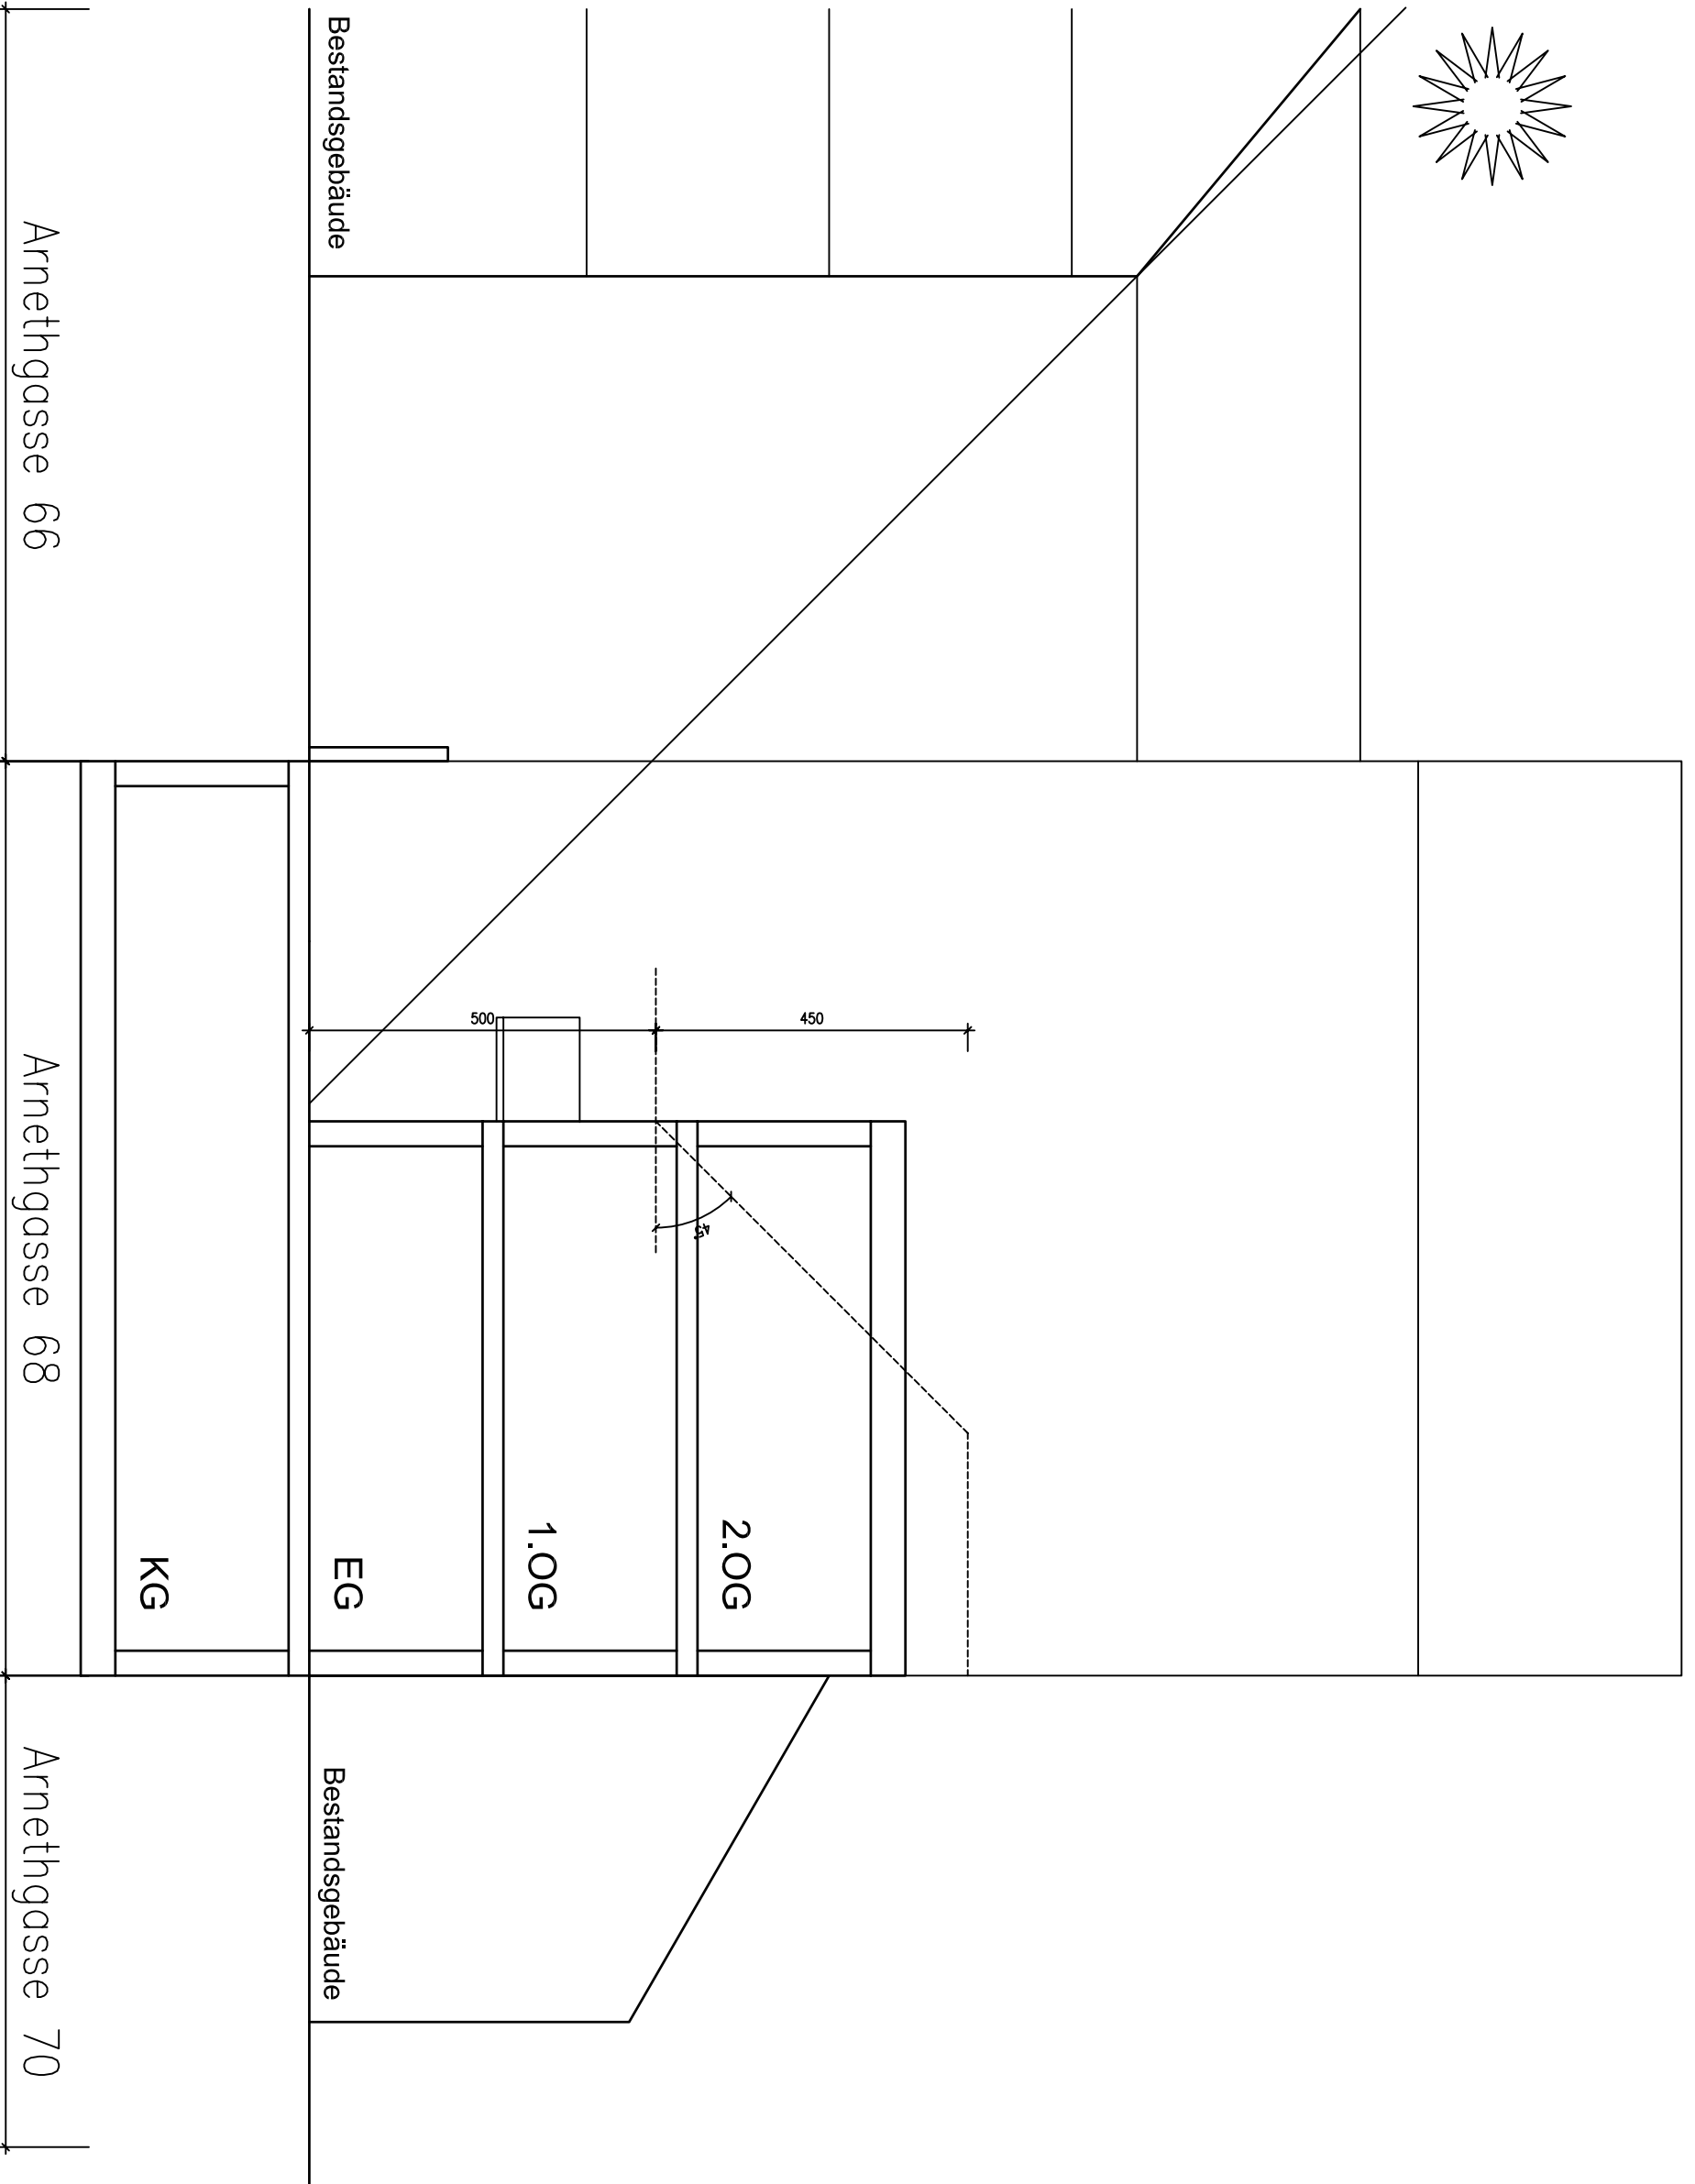 500
450
45
2.OG
1.OG
EG
KG
Bestandsgebäude
Bestandsgebäude
Arnethgasse 66
Arnethgasse 68
Arnethgasse 70